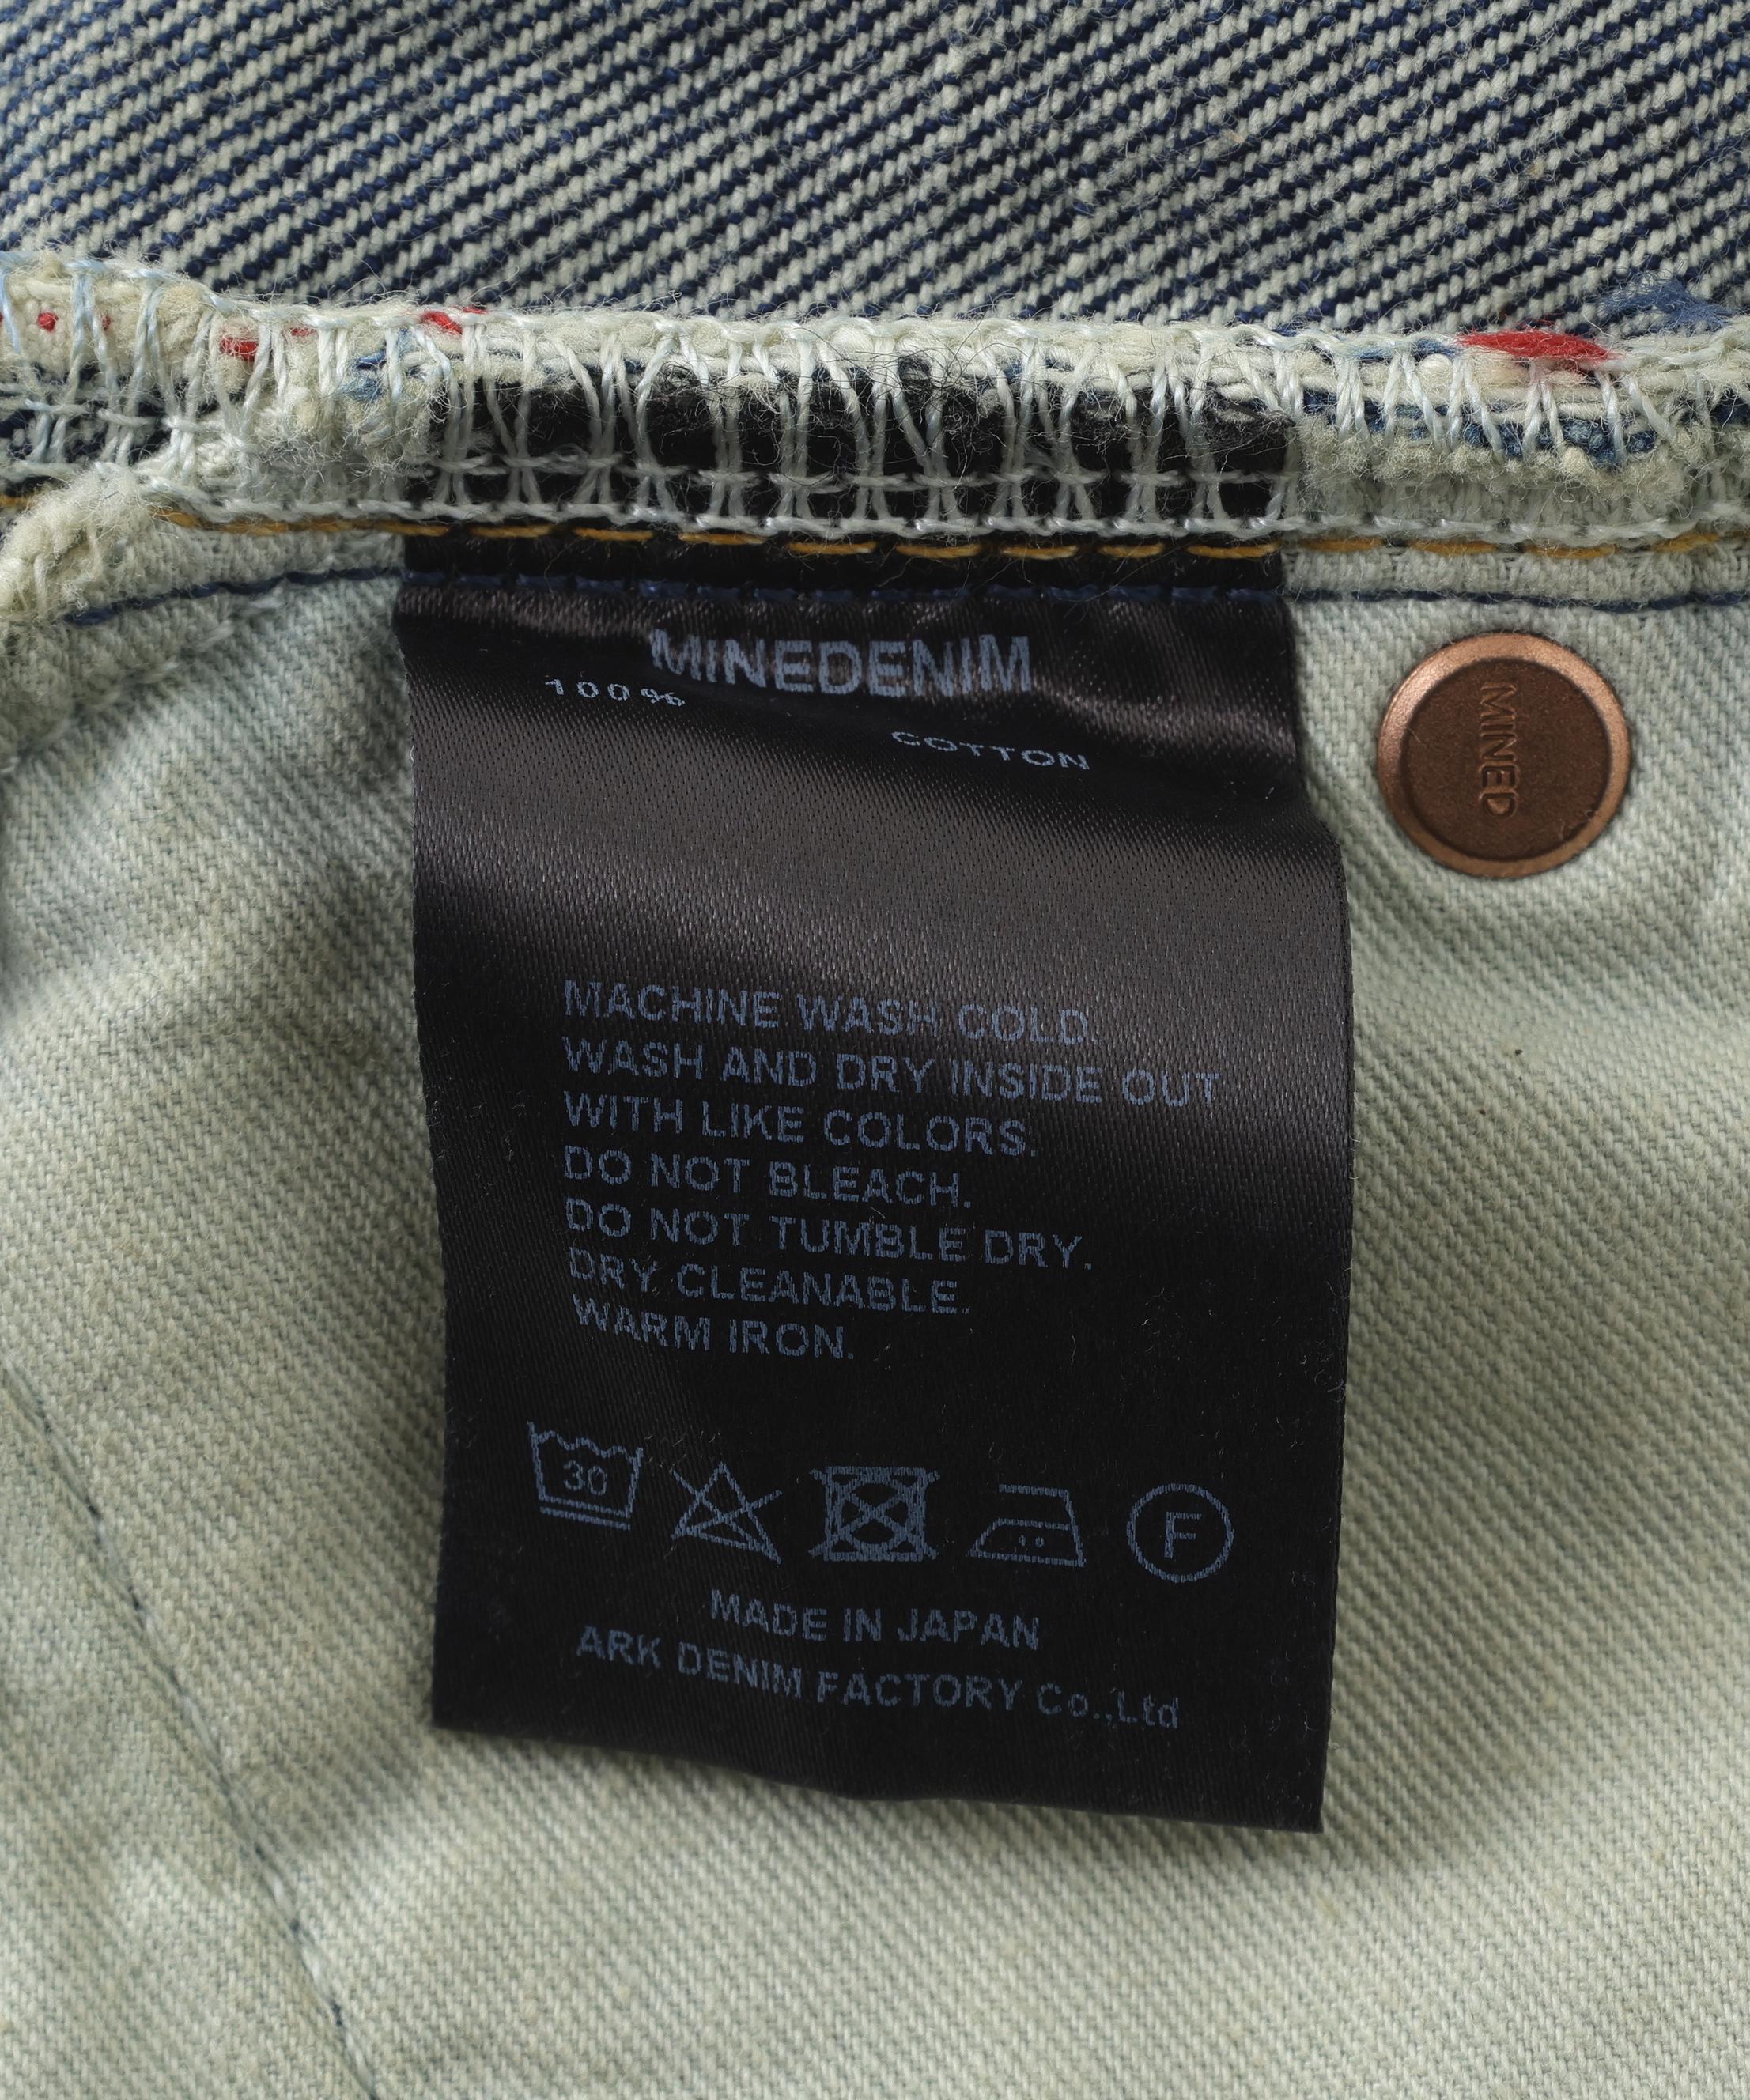 MINEDENIM
100%
COTTON
MINED
MACHINE WASH COLD.
WASH AND DRY INSIDE OUT
WITH LIKE COLORS.
DO NOT BLEACH.
DO NOT TUMBLE DRY.
DRY CLEANABLE.
WARM IRON.
30
F
MADE IN JAPAN
ARK DENIM FACTORY Co.,Ltd